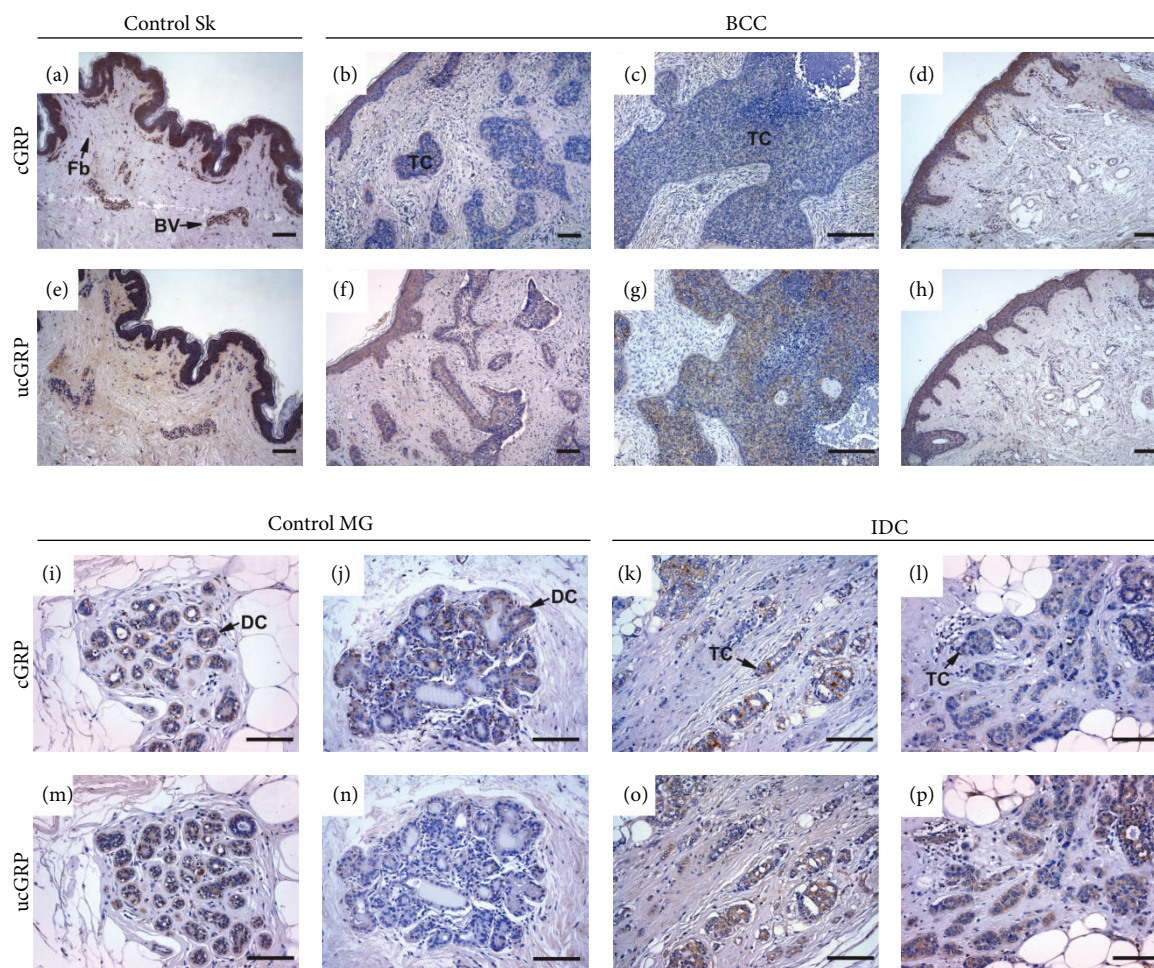 Control Sk BCC
(a) (b) (c) (d)
cGRP
Fb
BV
TC
TC
(e) (f) (g) (h)
ucGRP
Control MG IDC
(i) (j) (k) (l)
cGRP
DC
DC
TC
TC
(m) (n) (o) (p)
ucGRP